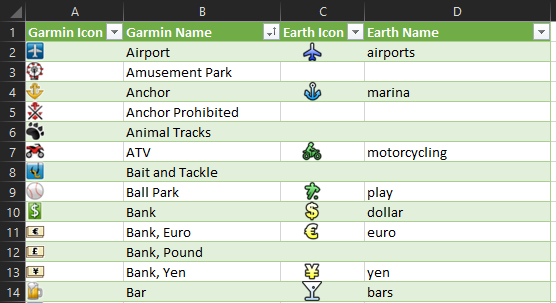 A B C D
1 Garmin Icon Garmin Name Earth Icon Earth Name
2 Airport airports
3 Amusement Park
4 Anchor marina
5 Anchor Prohibited
6 Animal Tracks
7 ATV motorcycling
8 Bait and Tackle
9 Ball Park play
10 $ Bank $ dollar
11 € Bank, Euro € euro
12 £ Bank, Pound
13 ¥ Bank, Yen ¥ yen
14 Bar bars